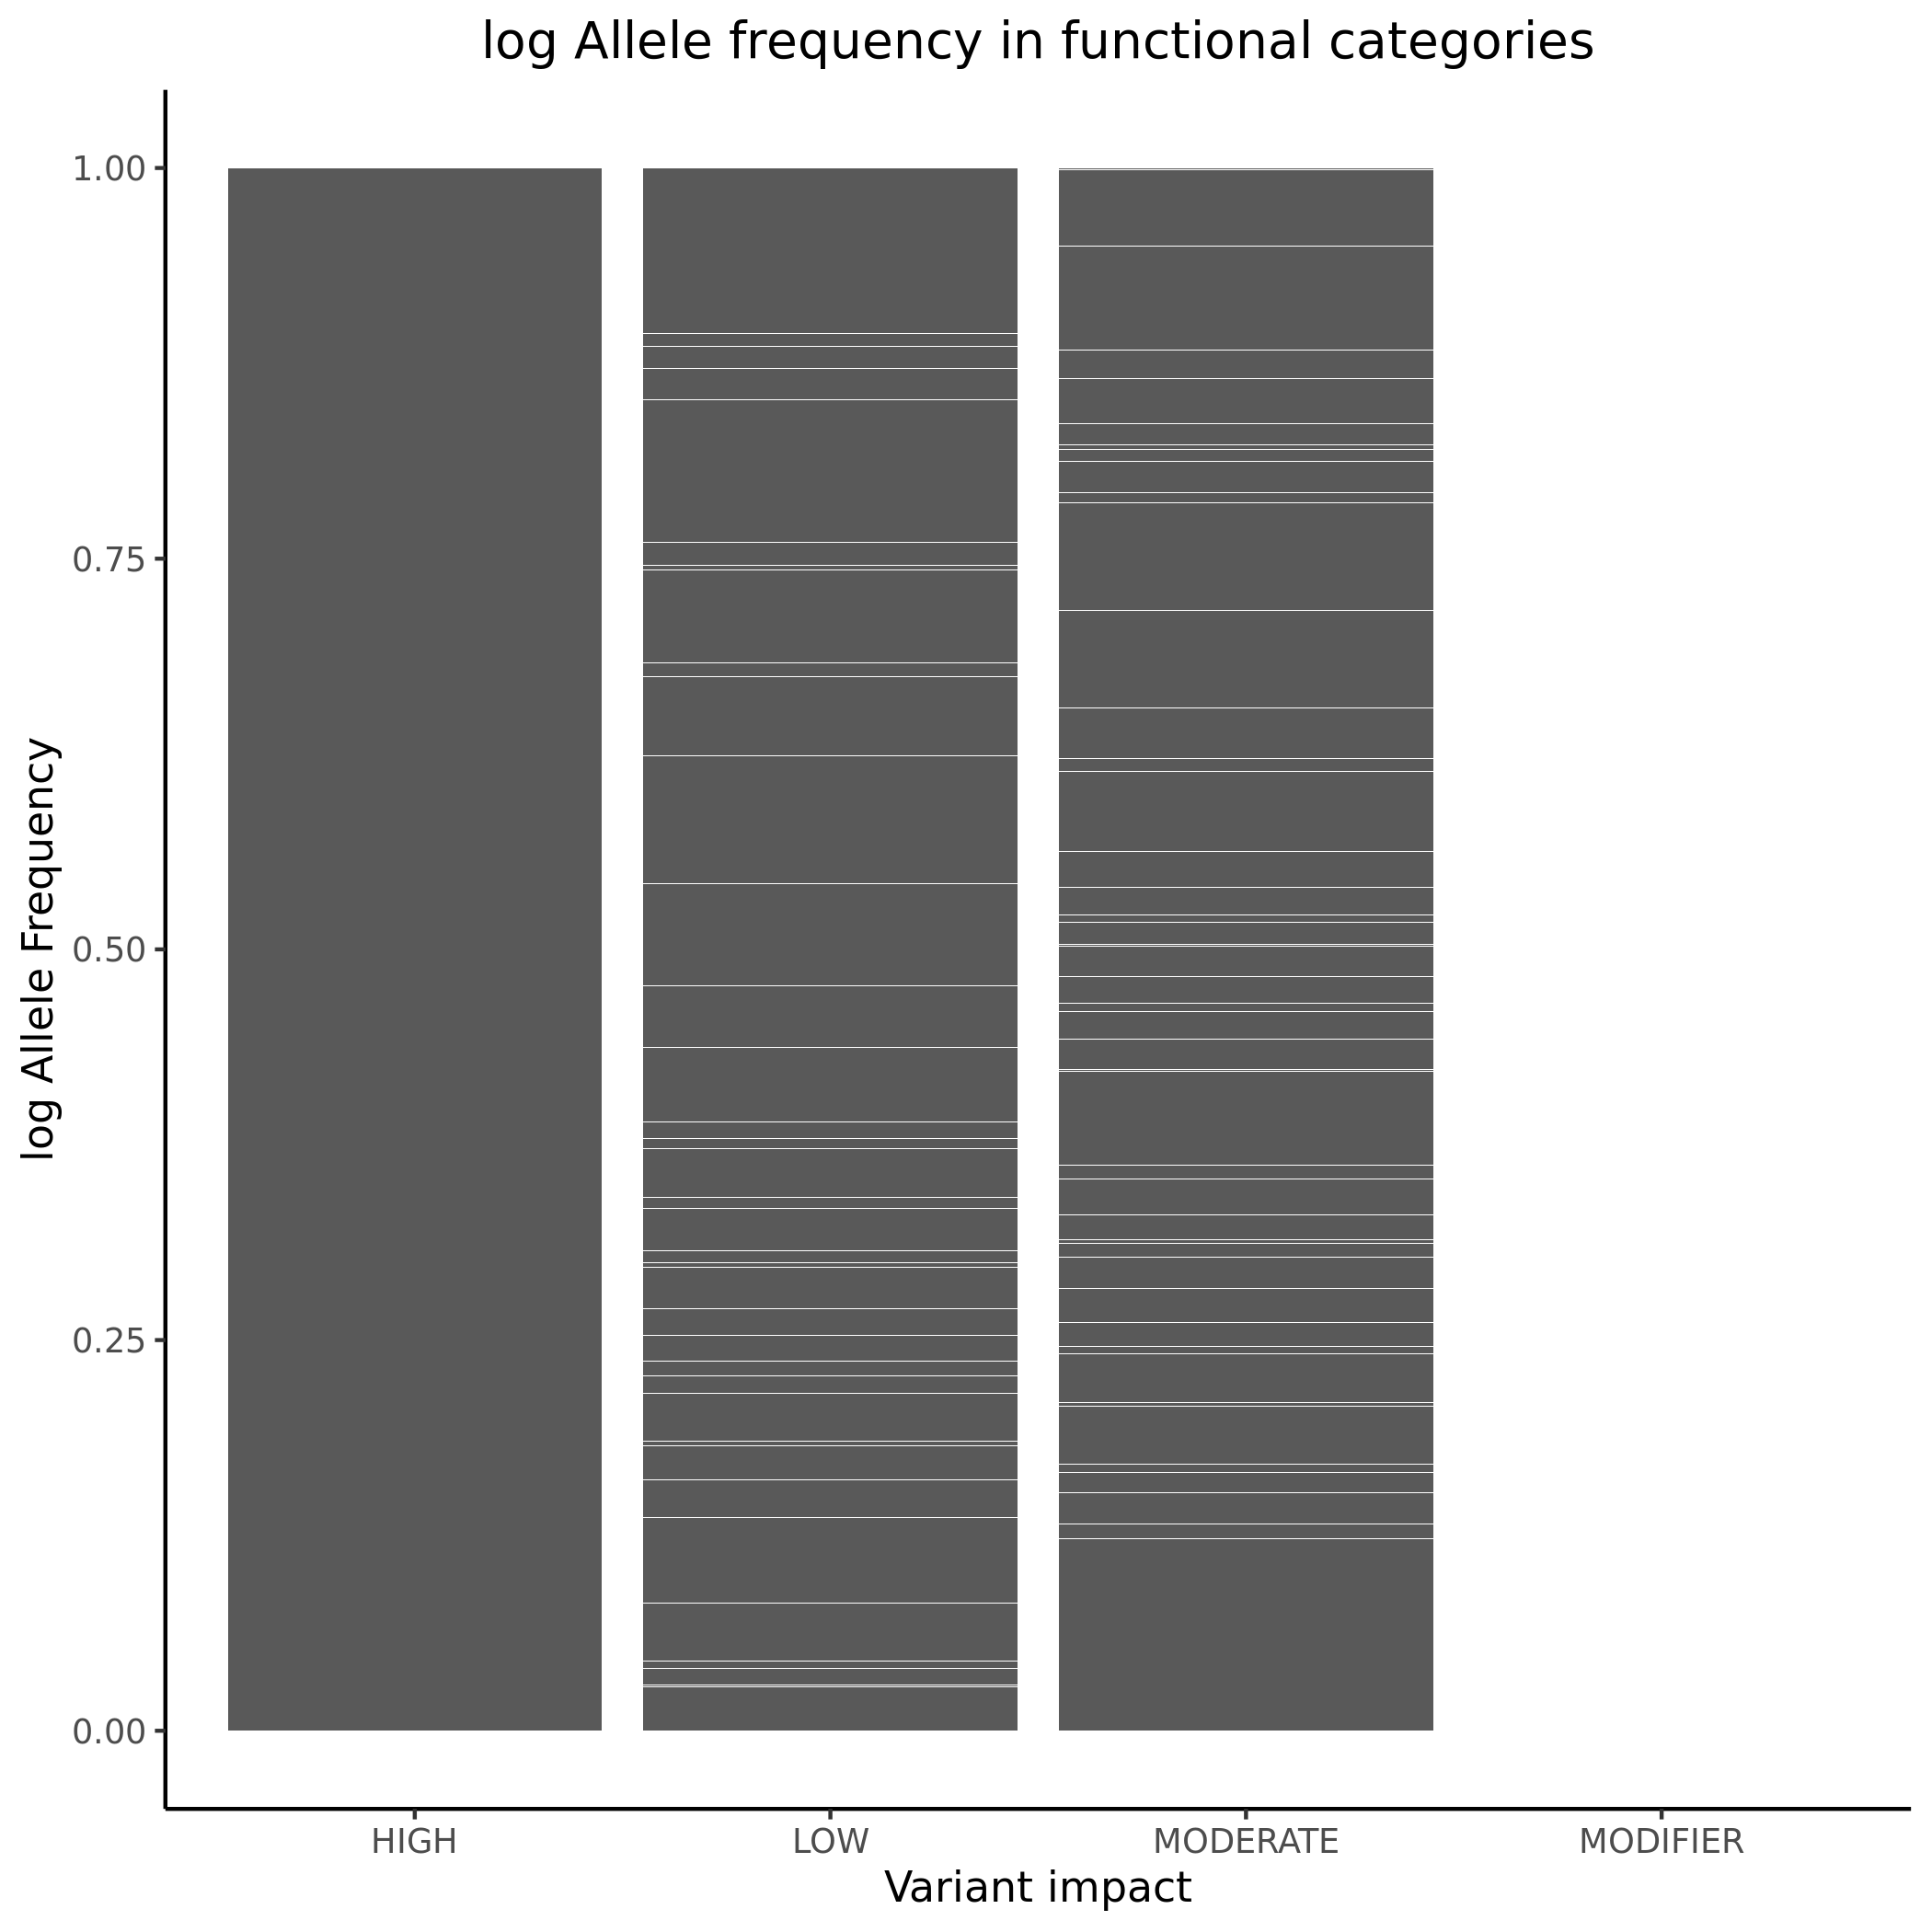 log Allele frequency in functional categories
log Allele Frequency
1.00
0.75
0.50
0.25
0.00
HIGH LOW MODERATE MODIFIER
Variant impact